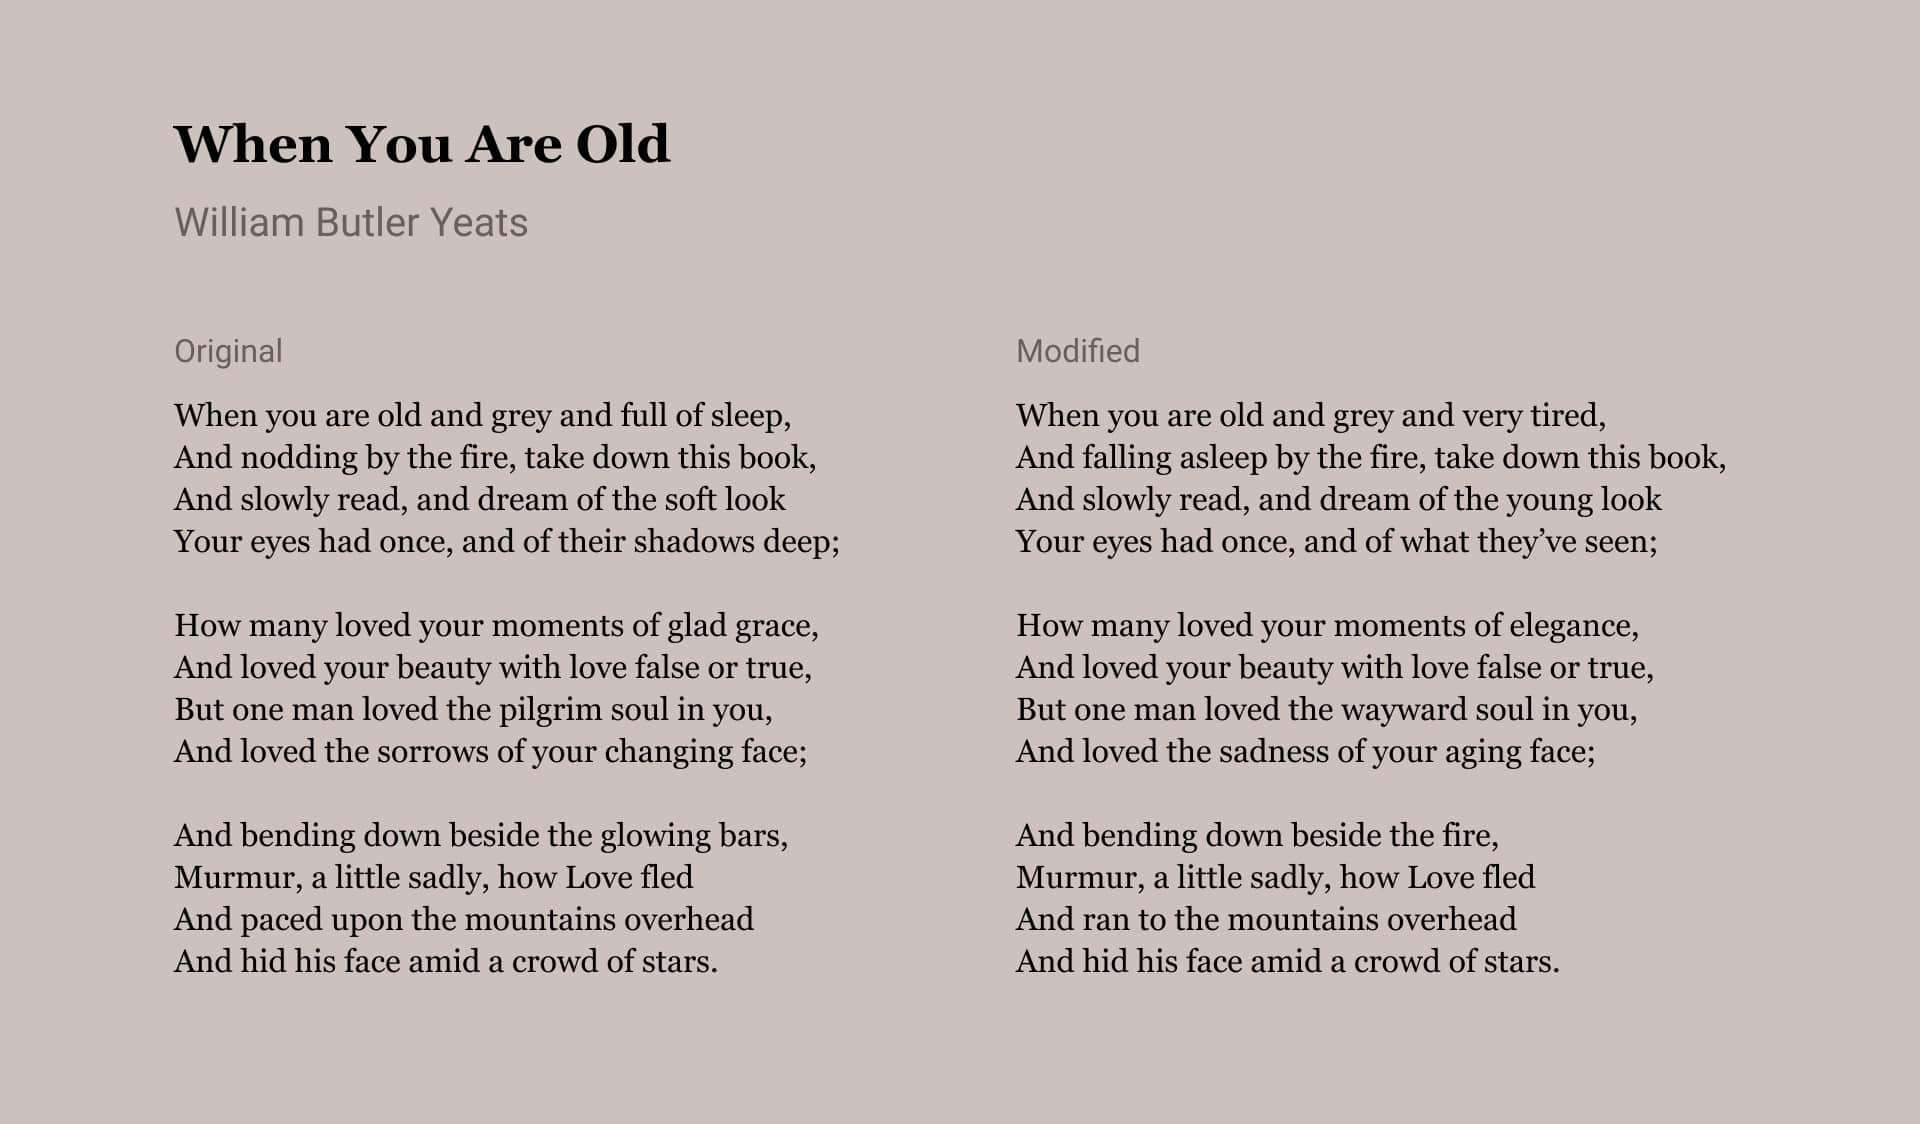 When You Are Old
William Butler Yeats
Original
When you are old and grey and full of sleep,
And nodding by the fire, take down this book,
And slowly read, and dream of the soft look
Your eyes had once, and of their shadows deep;
How many loved your moments of glad grace,
And loved your beauty with love false or true,
But one man loved the pilgrim soul in you,
And loved the sorrows of your changing face;
And bending down beside the glowing bars,
Murmur, a little sadly, how Love fled
And paced upon the mountains overhead
And hid his face amid a crowd of stars.
Modified
When you are old and grey and very tired,
And falling asleep by the fire, take down this book,
And slowly read, and dream of the young look
Your eyes had once, and of what they’ve seen;
How many loved your moments of elegance,
And loved your beauty with love false or true,
But one man loved the wayward soul in you,
And loved the sadness of your aging face;
And bending down beside the fire,
Murmur, a little sadly, how Love fled
And ran to the mountains overhead
And hid his face amid a crowd of stars.